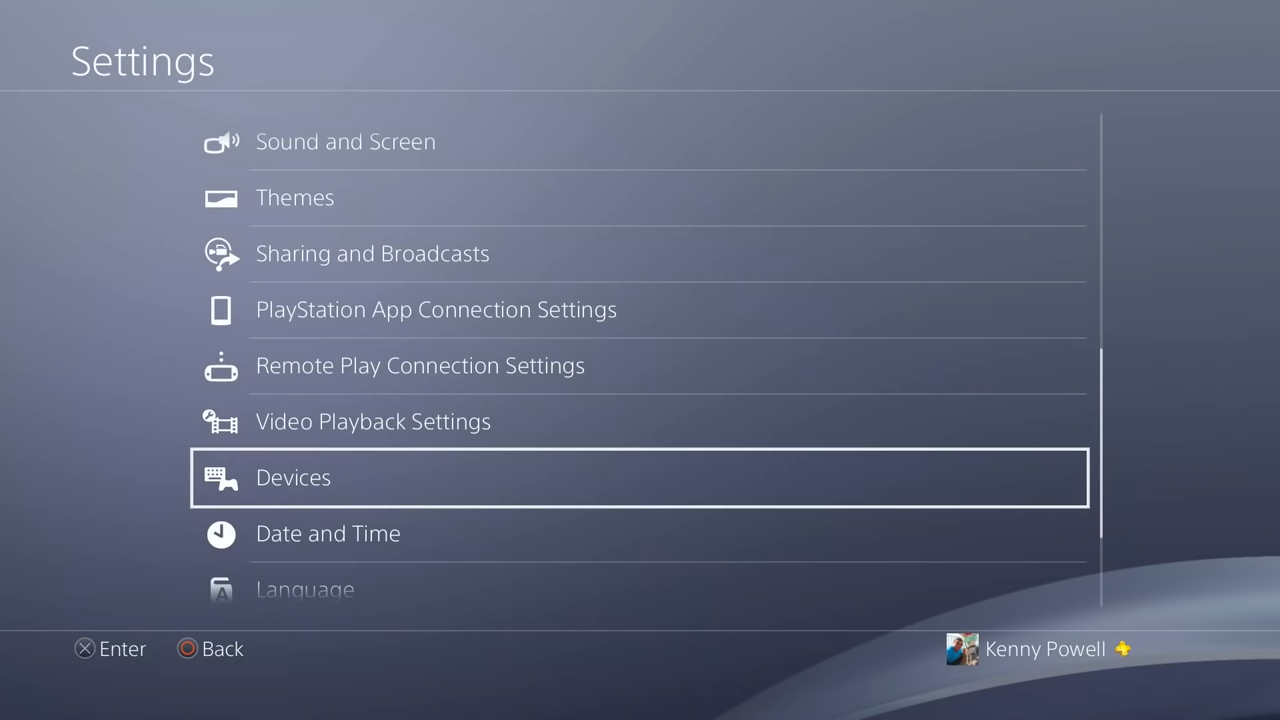 Settings
Sound and Screen
Themes
Sharing and Broadcasts
PlayStation App Connection Settings
Remote Play Connection Settings
Video Playback Settings
Devices
Date and Time
Language
Enter
Back
Kenny Powell